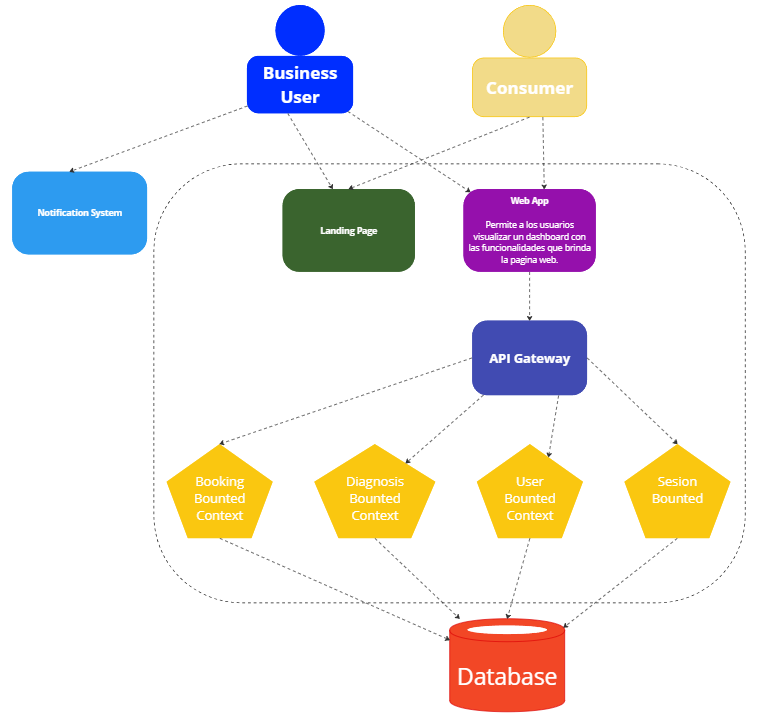 Business
User
Consumer
Notification System
Landing Page
Web App
Permite a los usuarios
visualizar un dashboard con
las funcionalidades que brinda
la pagina web.
API Gateway
Booking
Bounted
Context
Diagnosis
Bounted
Context
User
Bounted
Context
Sesion
Bounted
Database